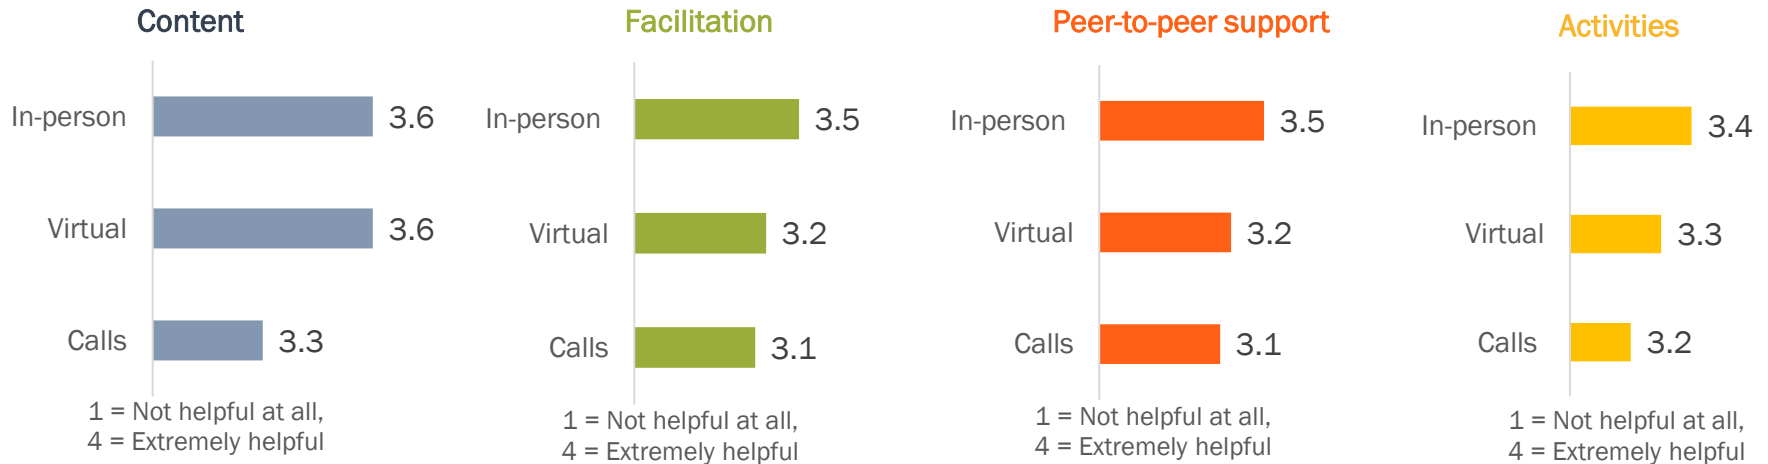 Content
In-person 3.6
Virtual 3.6
Calls 3.3
1 = Not helpful at all,
4 = Extremely helpful
Facilitation
In-person 3.5
Virtual 3.2
Calls 3.1
1 = Not helpful at all,
4 = Extremely helpful
Peer-to-peer support
In-person 3.5
Virtual 3.2
Calls 3.1
1 = Not helpful at all,
4 = Extremely helpful
Activities
In-person 3.4
Virtual 3.3
Calls 3.2
1 = Not helpful at all,
4 = Extremely helpful